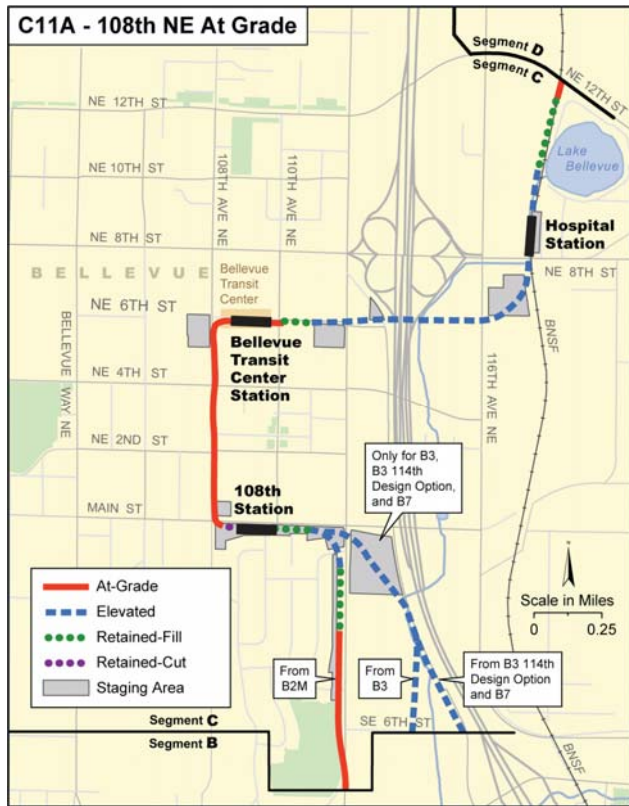 C11A - 108th NE At Grade
Segment D
Segment C
NE 12TH ST
NE 12TH ST
Lake
Bellevue
NE 10TH ST
108TH AVE NE
110TH AVE NE
Hospital
Station
NE 8TH ST
NE 8TH ST
BELLEVUE
Bellevue
Transit
Center
NE 6TH ST
Bellevue
Transit
Center
Station
BELLEVUE WAY NE
116TH AVE NE
BNSF
NE 4TH ST
NE 2ND ST
Only for B3,
B3 114th
Design Option,
and B7
108th
Station
MAIN ST
At-Grade
Elevated
Retained-Fill
Retained-Cut
Staging Area
Scale in Miles
0 0.25
From
B2M
From
B3
From B3 114th
Design Option
and B7
SE 6TH ST
Segment C
Segment B
BNSF